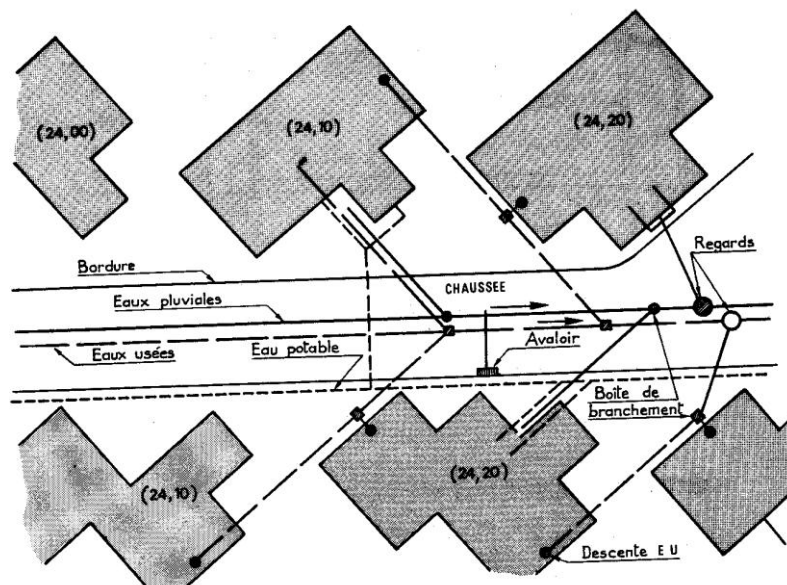 (24,00)
(24,10)
(24,20)
Bordure
Regards
CHAUSSEE
Eaux pluviales
Eaux usées
Eau potable
Avaloir
Boîte de
branchement
(24,10)
(24,20)
Descente E U